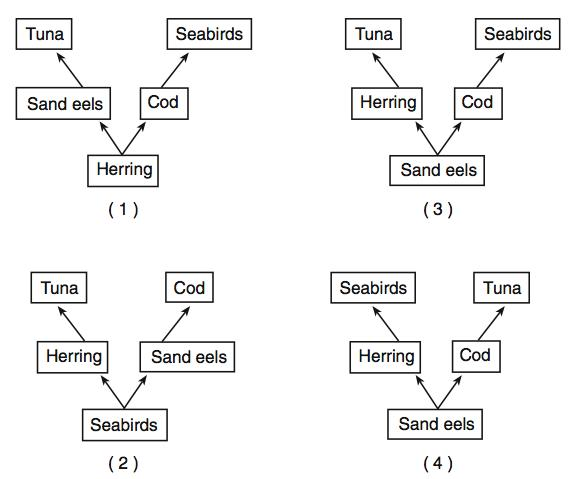 Tuna
Seabirds
Sand eels
Cod
Herring
( 1 )
Tuna
Seabirds
Herring
Cod
Sand eels
( 3 )
Tuna
Cod
Herring
Sand eels
Seabirds
( 2 )
Seabirds
Tuna
Herring
Cod
Sand eels
( 4 )